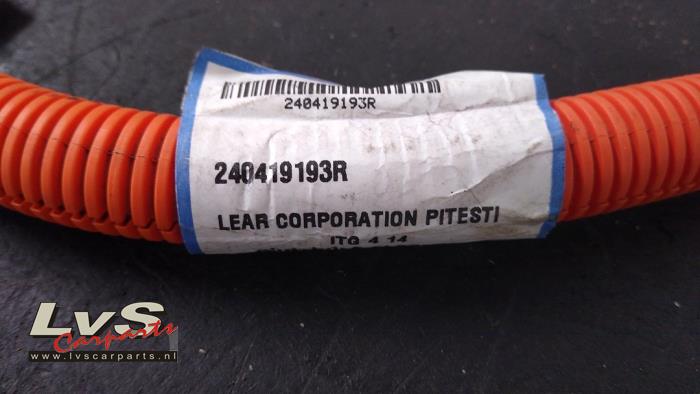 240419193R
240419193R
LEAR CORPORATION PITESTI
ITG 4 14
LvS
Carparts
www.lvscarparts.nl